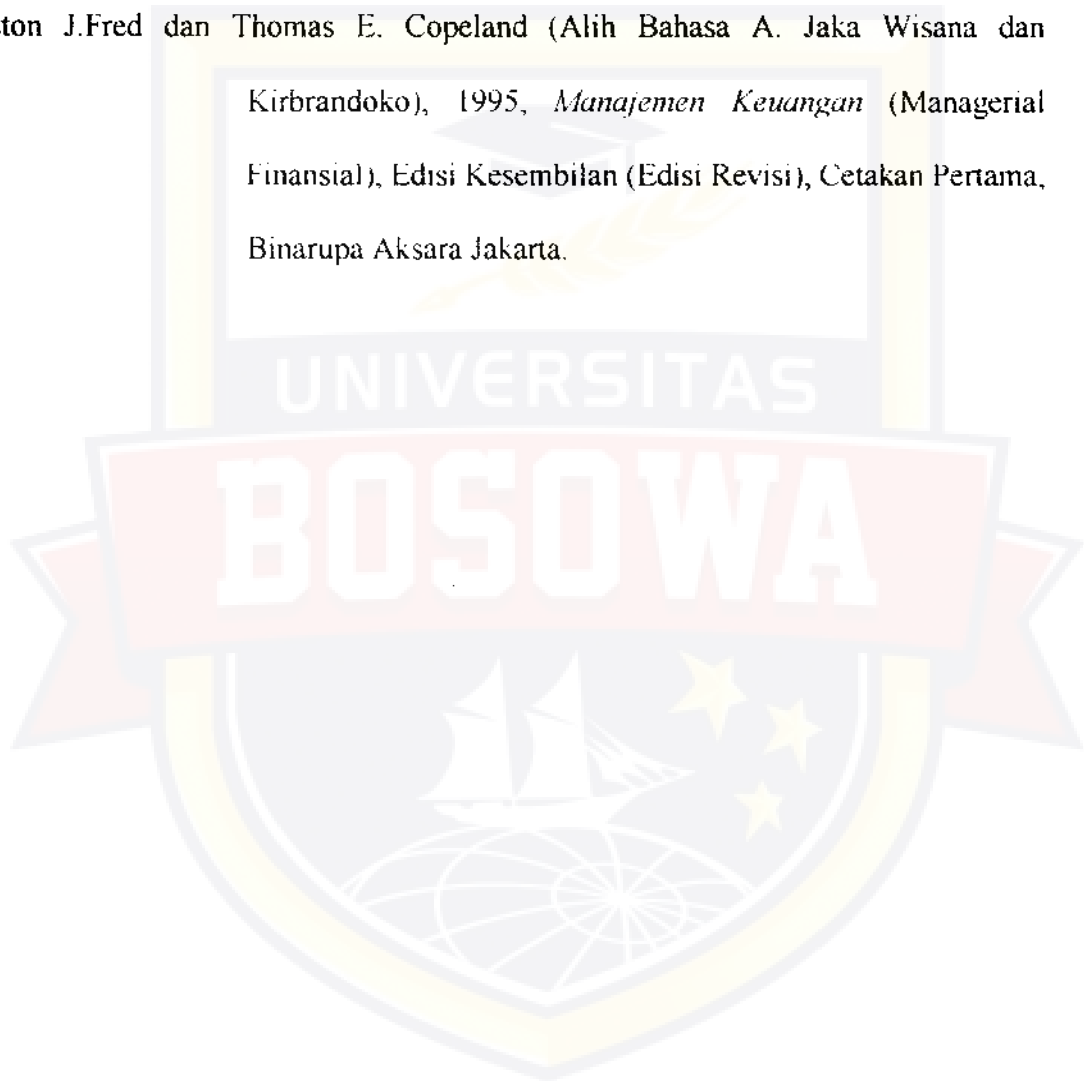 ton J.Fred dan Thomas E. Copeland (Alih Bahasa A. Jaka Wisana dan
Kirbrandoko), 1995, Manajemen Keuangan (Managerial
Finansial), Edisi Kesembilan (Edisi Revisi), Cetakan Pertama,
Binarupa Aksara Jakarta.
UNIVERSITAS
BOSOWA